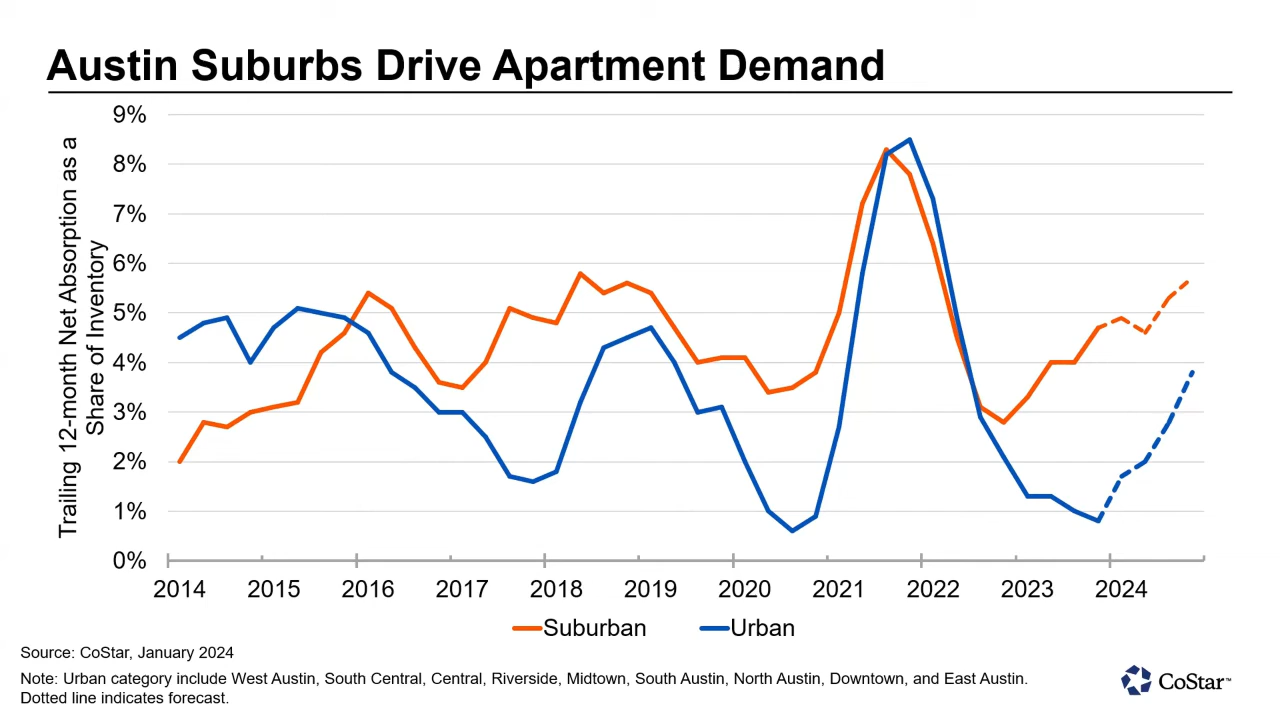 Austin Suburbs Drive Apartment Demand
Trailing 12-month Net Absorption as a
Share of Inventory
9%
8%
7%
6%
5%
4%
3%
2%
1%
0%
2014 2015 2016 2017 2018 2019 2020 2021 2022 2023 2024
Suburban Urban
Source: CoStar, January 2024
Note: Urban category include West Austin, South Central, Central, Riverside, Midtown, South Austin, North Austin, Downtown, and East Austin.
Dotted line indicates forecast.
CoStar™